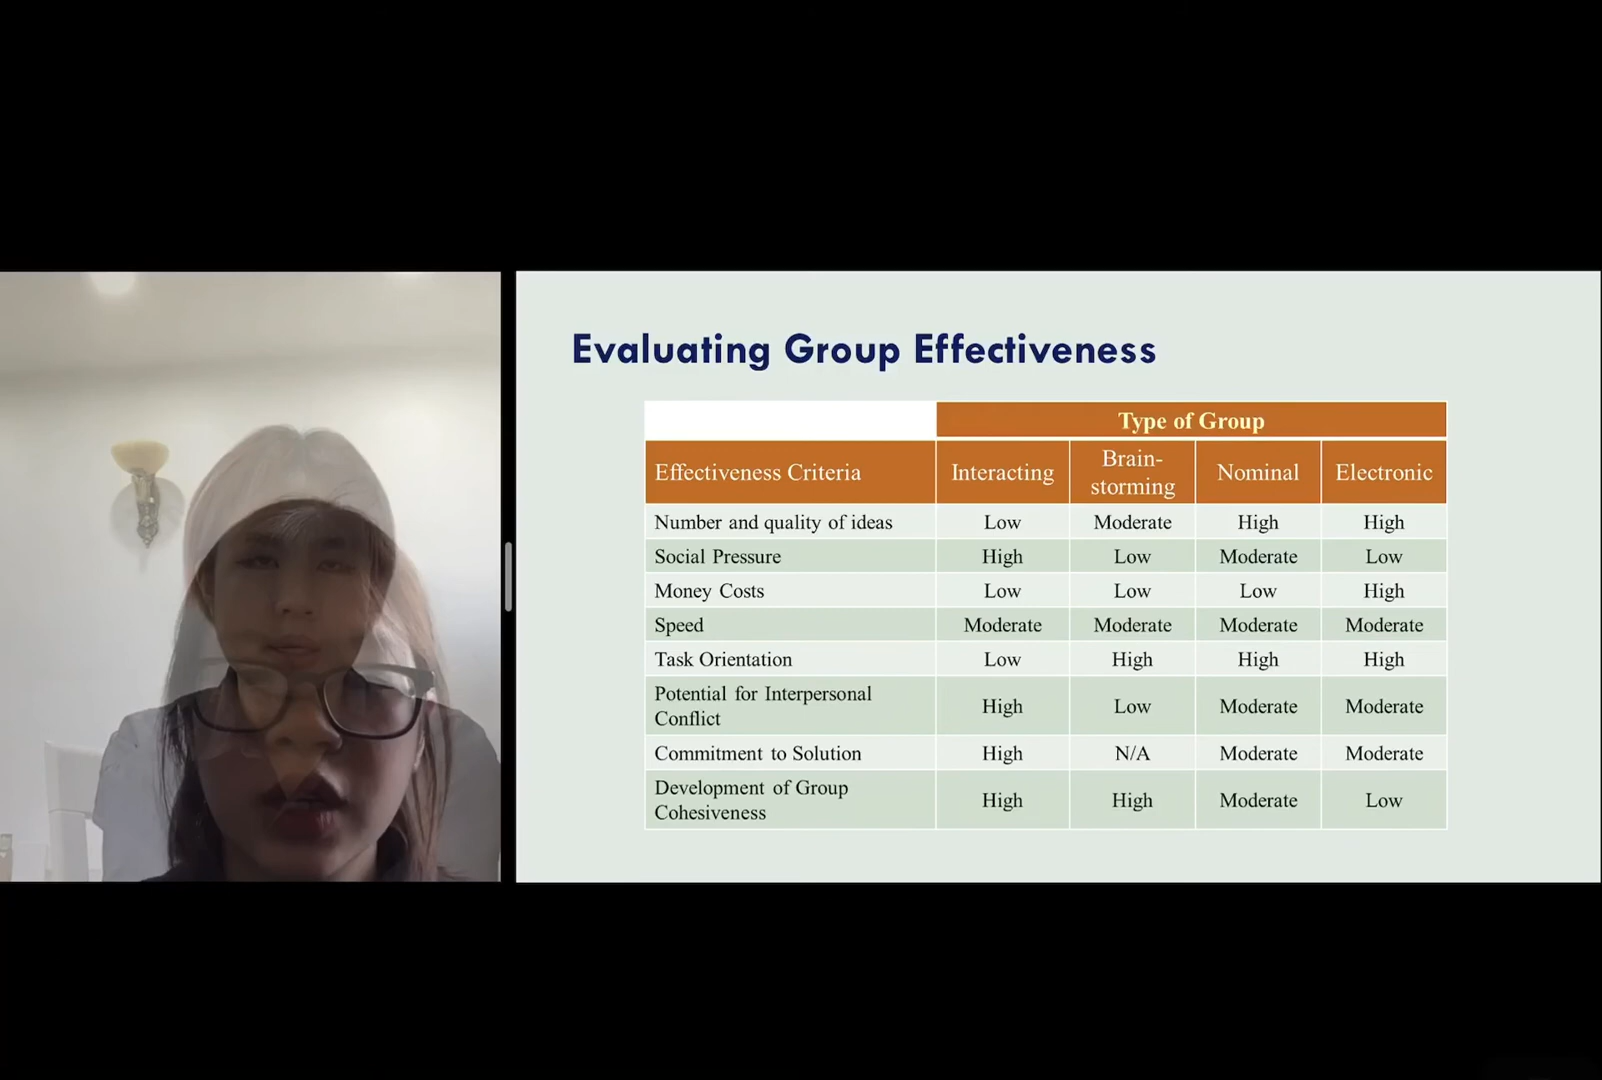 Evaluating Group Effectiveness
Type of Group
Effectiveness Criteria Interacting Brain-
storming Nominal Electronic
Number and quality of ideas Low Moderate High High
Social Pressure High Low Moderate Low
Money Costs Low Low Low High
Speed Moderate Moderate Moderate Moderate
Task Orientation Low High High High
Potential for Interpersonal
Conflict High Low Moderate Moderate
Commitment to Solution High N/A Moderate Moderate
Development of Group
Cohesiveness High High Moderate Low